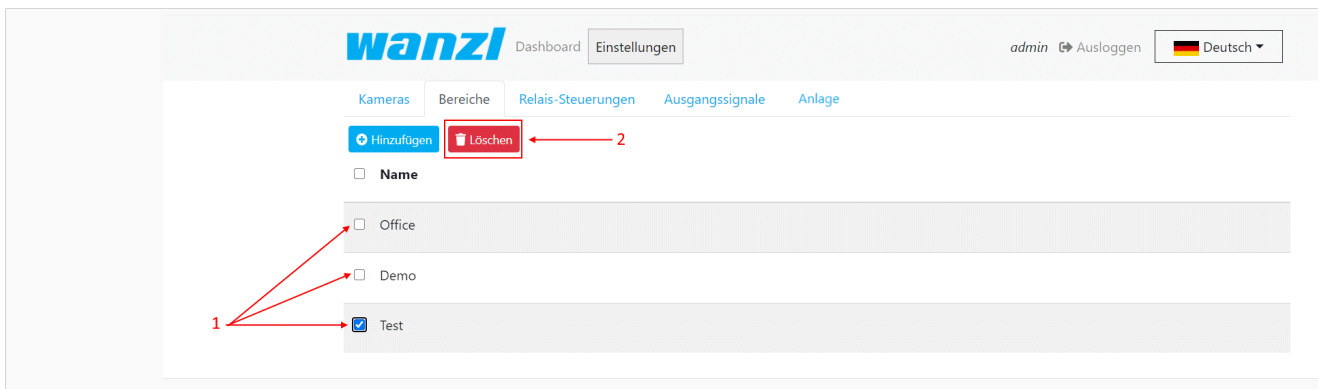 wanzl Dashboard Einstellungen admin Ausloggen Deutsch
Kameras Bereiche Relais-Steuerungen Ausgangssignale Anlage
Hinzufügen Löschen 2
Name
Office
Demo
1 Test